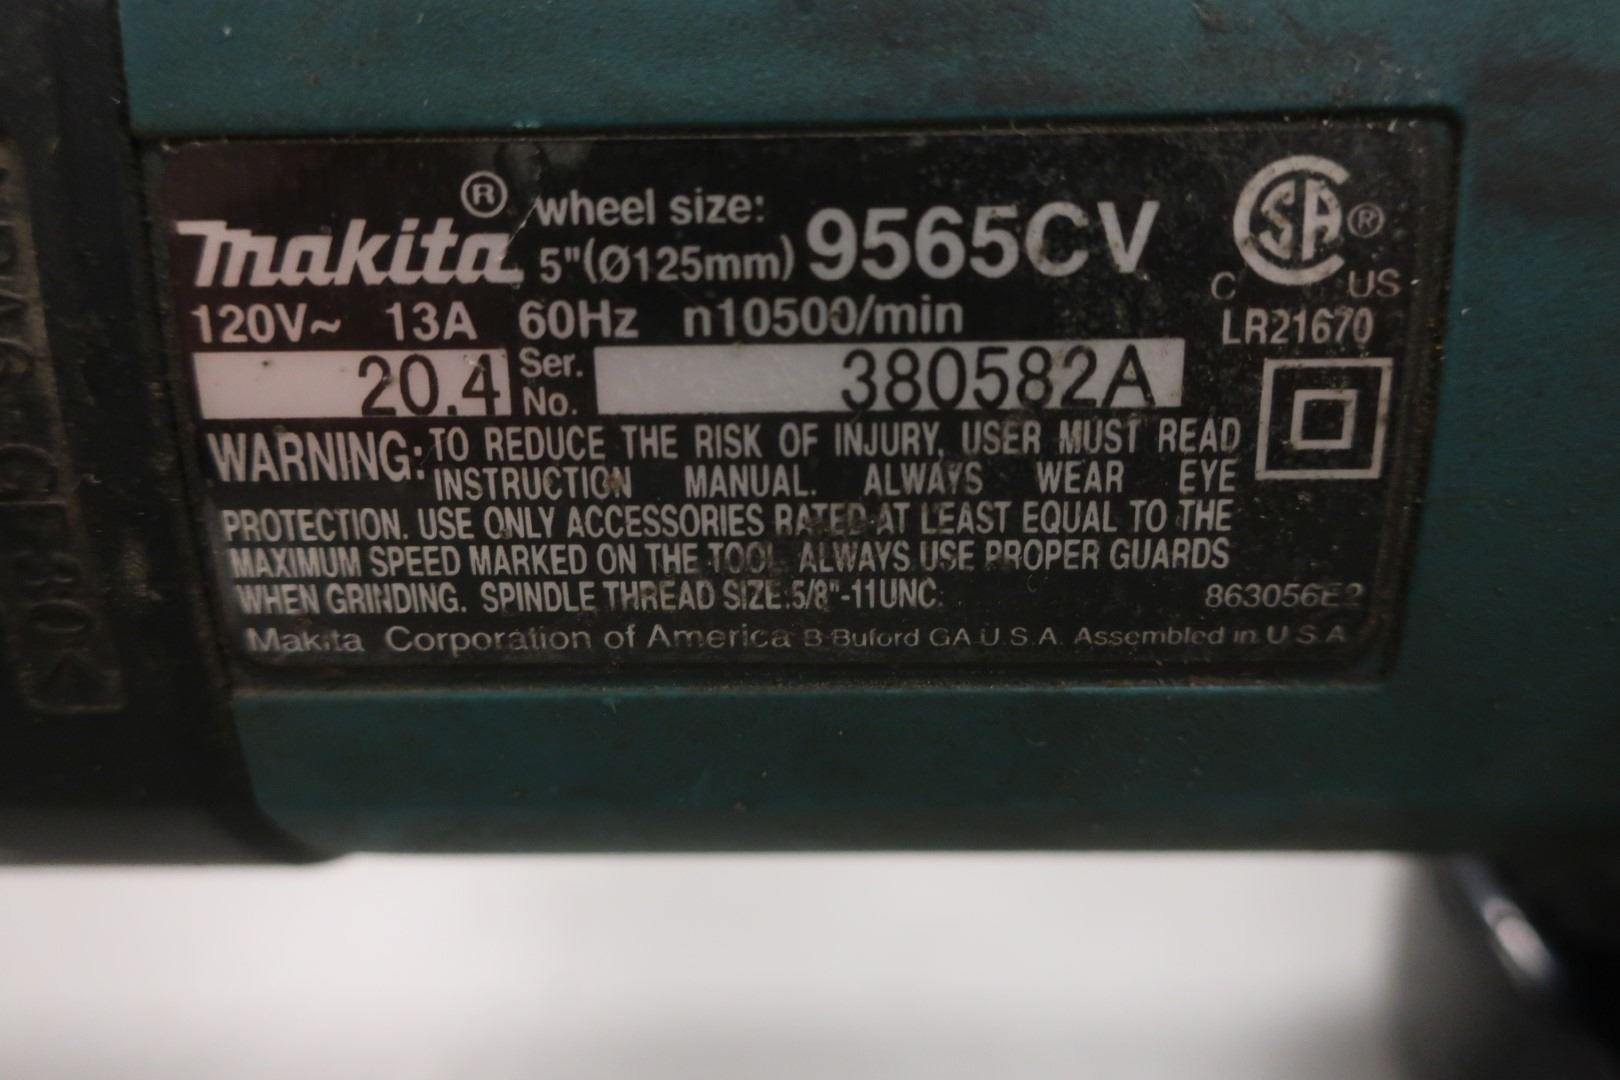 Makita® wheel size: 5"(Ø125mm) 9565CV
120V~ 13A 60Hz n10500/min
CSA® C US
LR21670
20.4 Ser. No. 380582A
WARNING: TO REDUCE THE RISK OF INJURY, USER MUST READ
INSTRUCTION MANUAL. ALWAYS WEAR EYE
PROTECTION. USE ONLY ACCESSORIES RATED AT LEAST EQUAL TO THE
MAXIMUM SPEED MARKED ON THE TOOL. ALWAYS USE PROPER GUARDS
WHEN GRINDING. SPINDLE THREAD SIZE:5/8"-11UNC.
863056E2
Makita Corporation of America B Buford GA U.S.A. Assembled in U S A